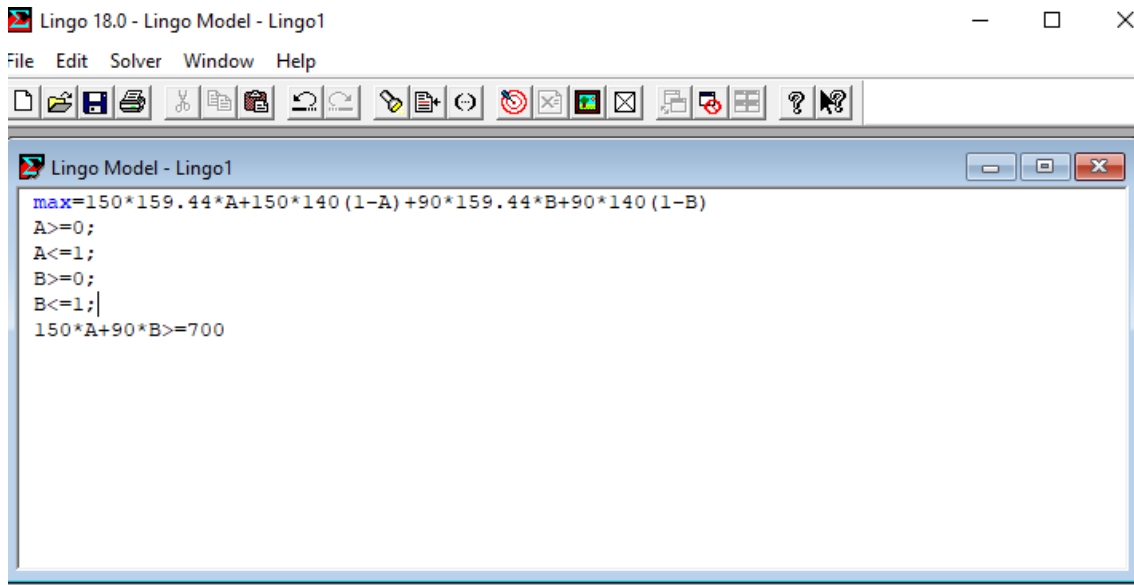 Lingo 18.0 - Lingo Model - Lingo1
File Edit Solver Window Help
Lingo Model - Lingo1
max=150*159.44*A+150*140(1-A)+90*159.44*B+90*140(1-B)
A>=0;
A<=1;
B>=0;
B<=1;
150*A+90*B>=700